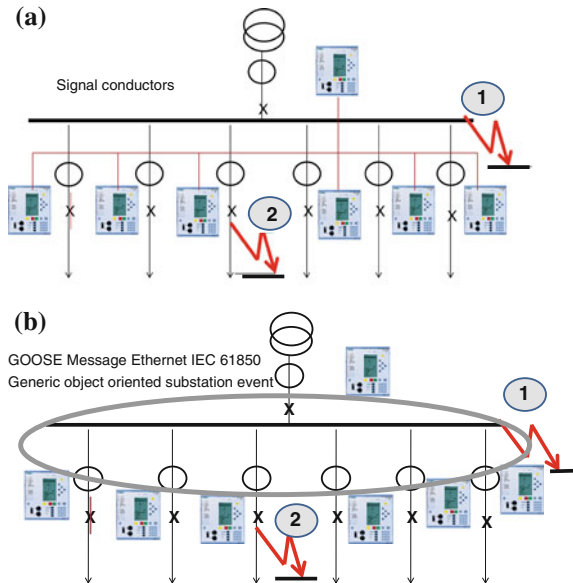 (a)
Signal conductors
X
1
X
X
X
X
X
X
2
(b)
GOOSE Message Ethernet IEC 61850
Generic object oriented substation event
X
1
X
X
X
X
X
X
2